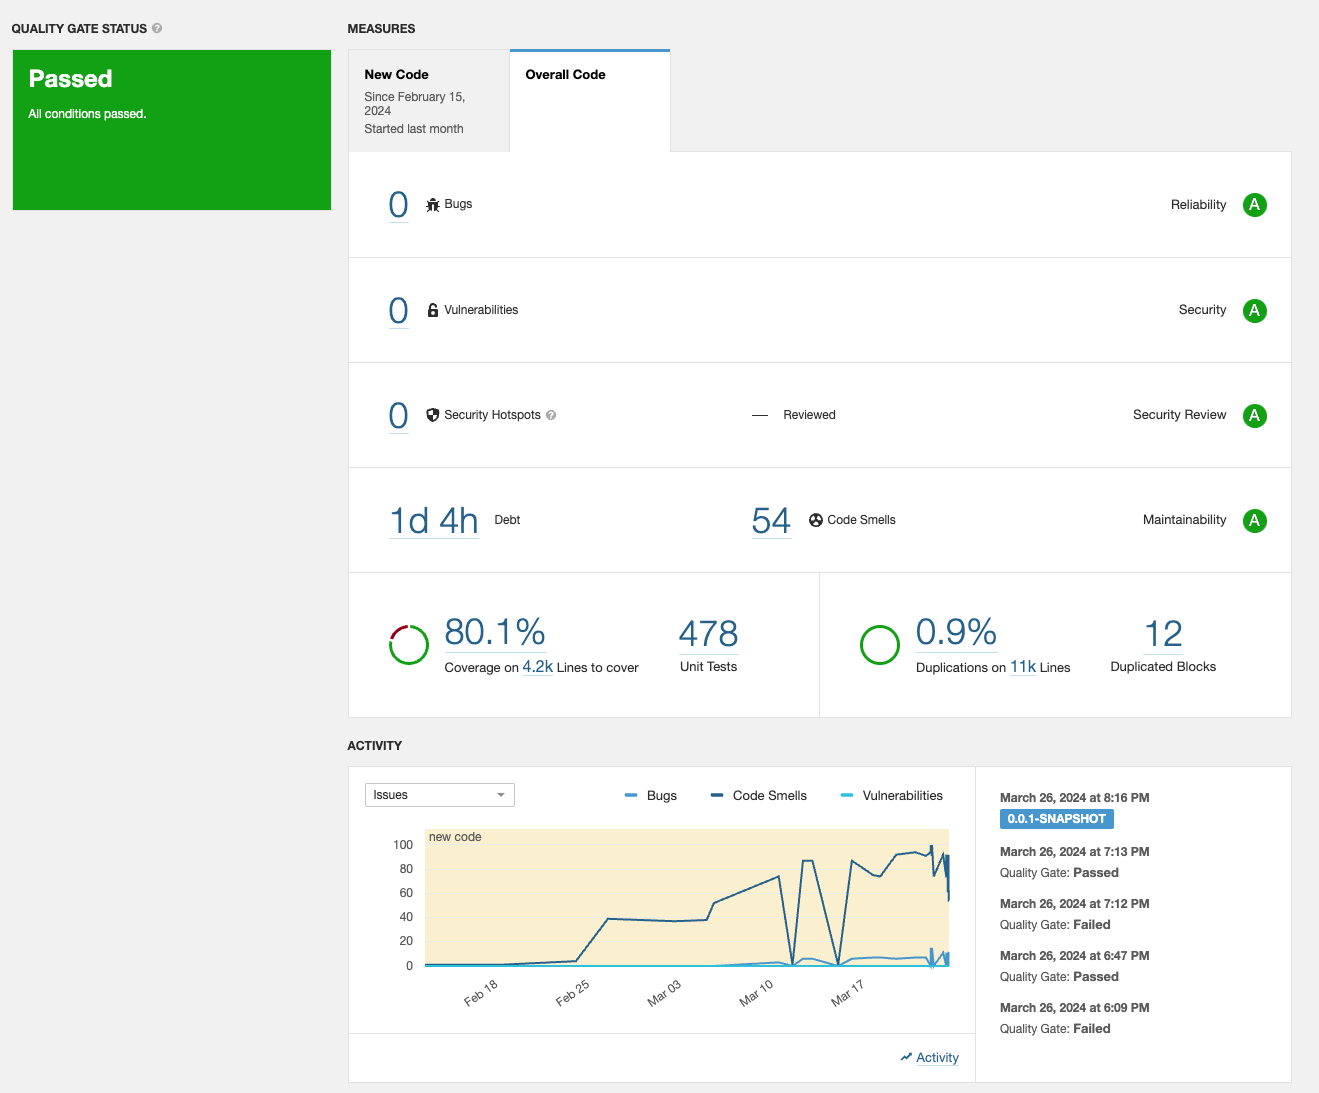 QUALITY GATE STATUS
Passed
All conditions passed.
MEASURES
New Code
Since February 15,
2024
Started last month
Overall Code
0 Bugs
Reliability A
0 Vulnerabilities
Security A
0 Security Hotspots
— Reviewed
Security Review A
1d 4h Debt
54 Code Smells
Maintainability A
80.1%
Coverage on 4.2k Lines to cover
478
Unit Tests
0.9%
Duplications on 11k Lines
12
Duplicated Blocks
ACTIVITY
Issues
Bugs
Code Smells
Vulnerabilities
new code
100
80
60
40
20
0
Feb 18
Feb 25
Mar 03
Mar 10
Mar 17
Activity
March 26, 2024 at 8:16 PM
0.0.1-SNAPSHOT
March 26, 2024 at 7:13 PM
Quality Gate: Passed
March 26, 2024 at 7:12 PM
Quality Gate: Failed
March 26, 2024 at 6:47 PM
Quality Gate: Passed
March 26, 2024 at 6:09 PM
Quality Gate: Failed